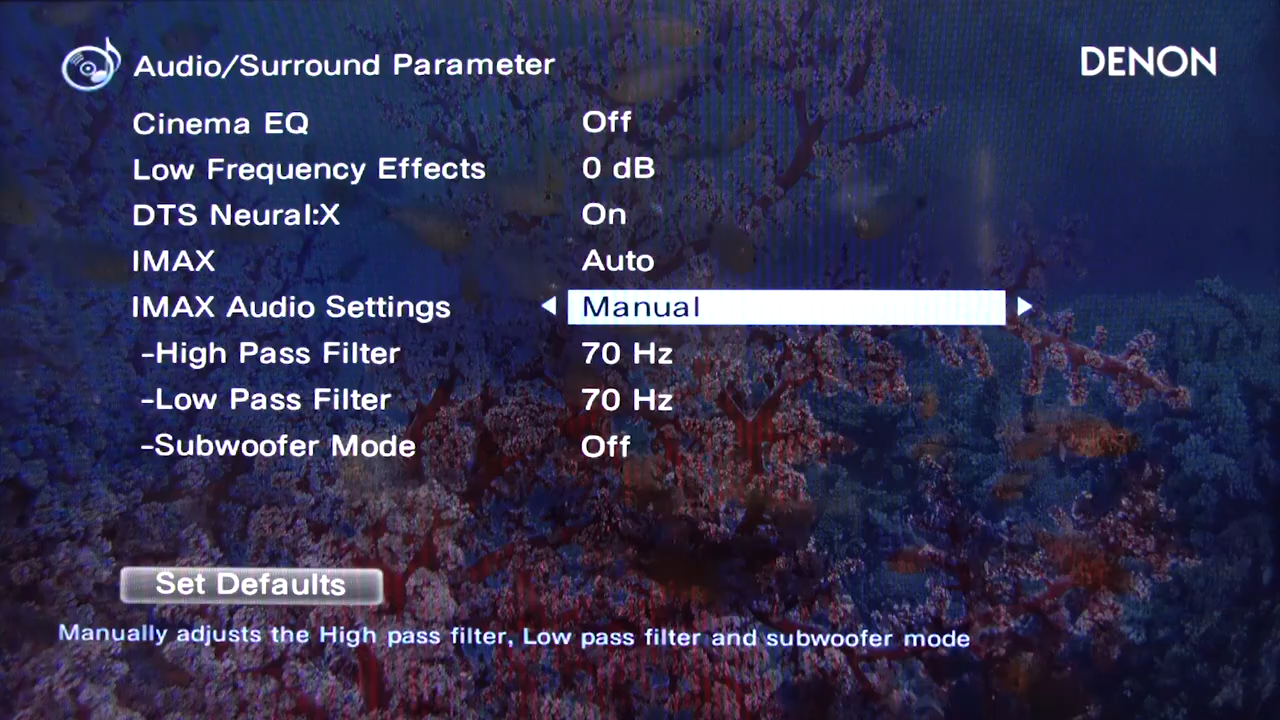 Audio/Surround Parameter
DENON
Cinema EQ Off
Low Frequency Effects 0 dB
DTS Neural:X On
IMAX Auto
IMAX Audio Settings Manual
-High Pass Filter 70 Hz
-Low Pass Filter 70 Hz
-Subwoofer Mode Off
Set Defaults
Manually adjusts the High pass filter, Low pass filter and subwoofer mode